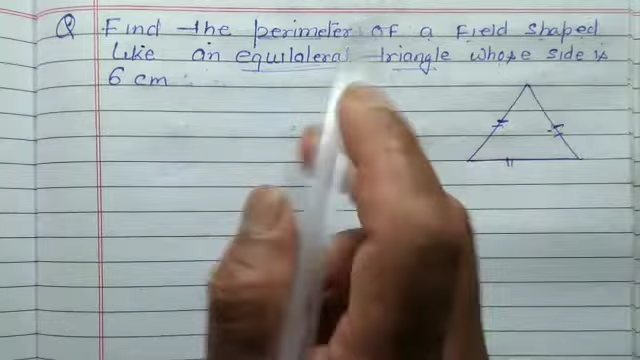 Q Find the perimeter of a field shaped
like an equilateral triangle whose side is
6 cm